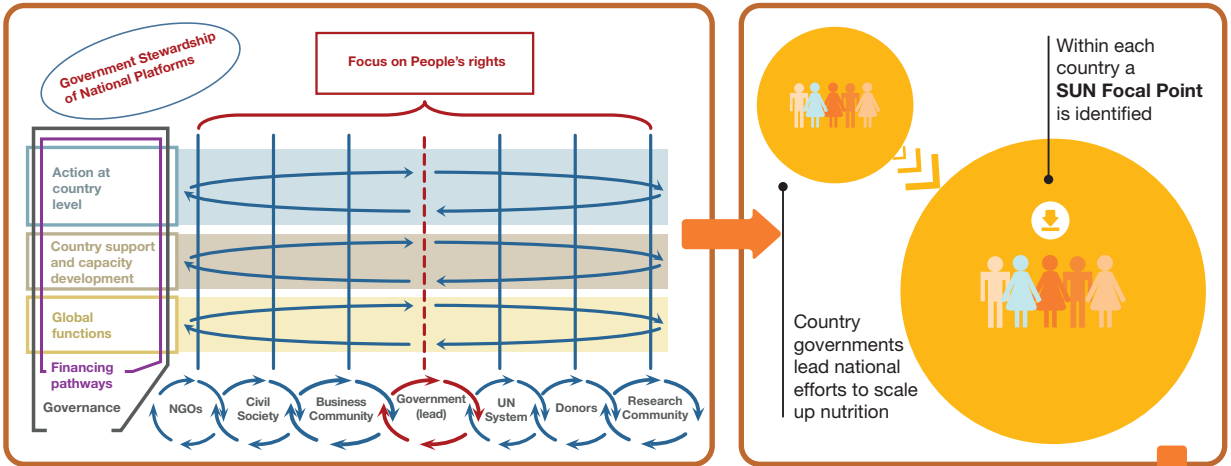 Government Stewardship
of National Platforms
Focus on People’s rights
Action at
country
level
Country support
and capacity
development
Global
functions
Financing
pathways
Governance
NGOs
Civil
Society
Business
Community
Government
(lead)
UN
System
Donors
Research
Community
Within each
country a
SUN Focal Point
is identified
Country
governments
lead national
efforts to scale
up nutrition